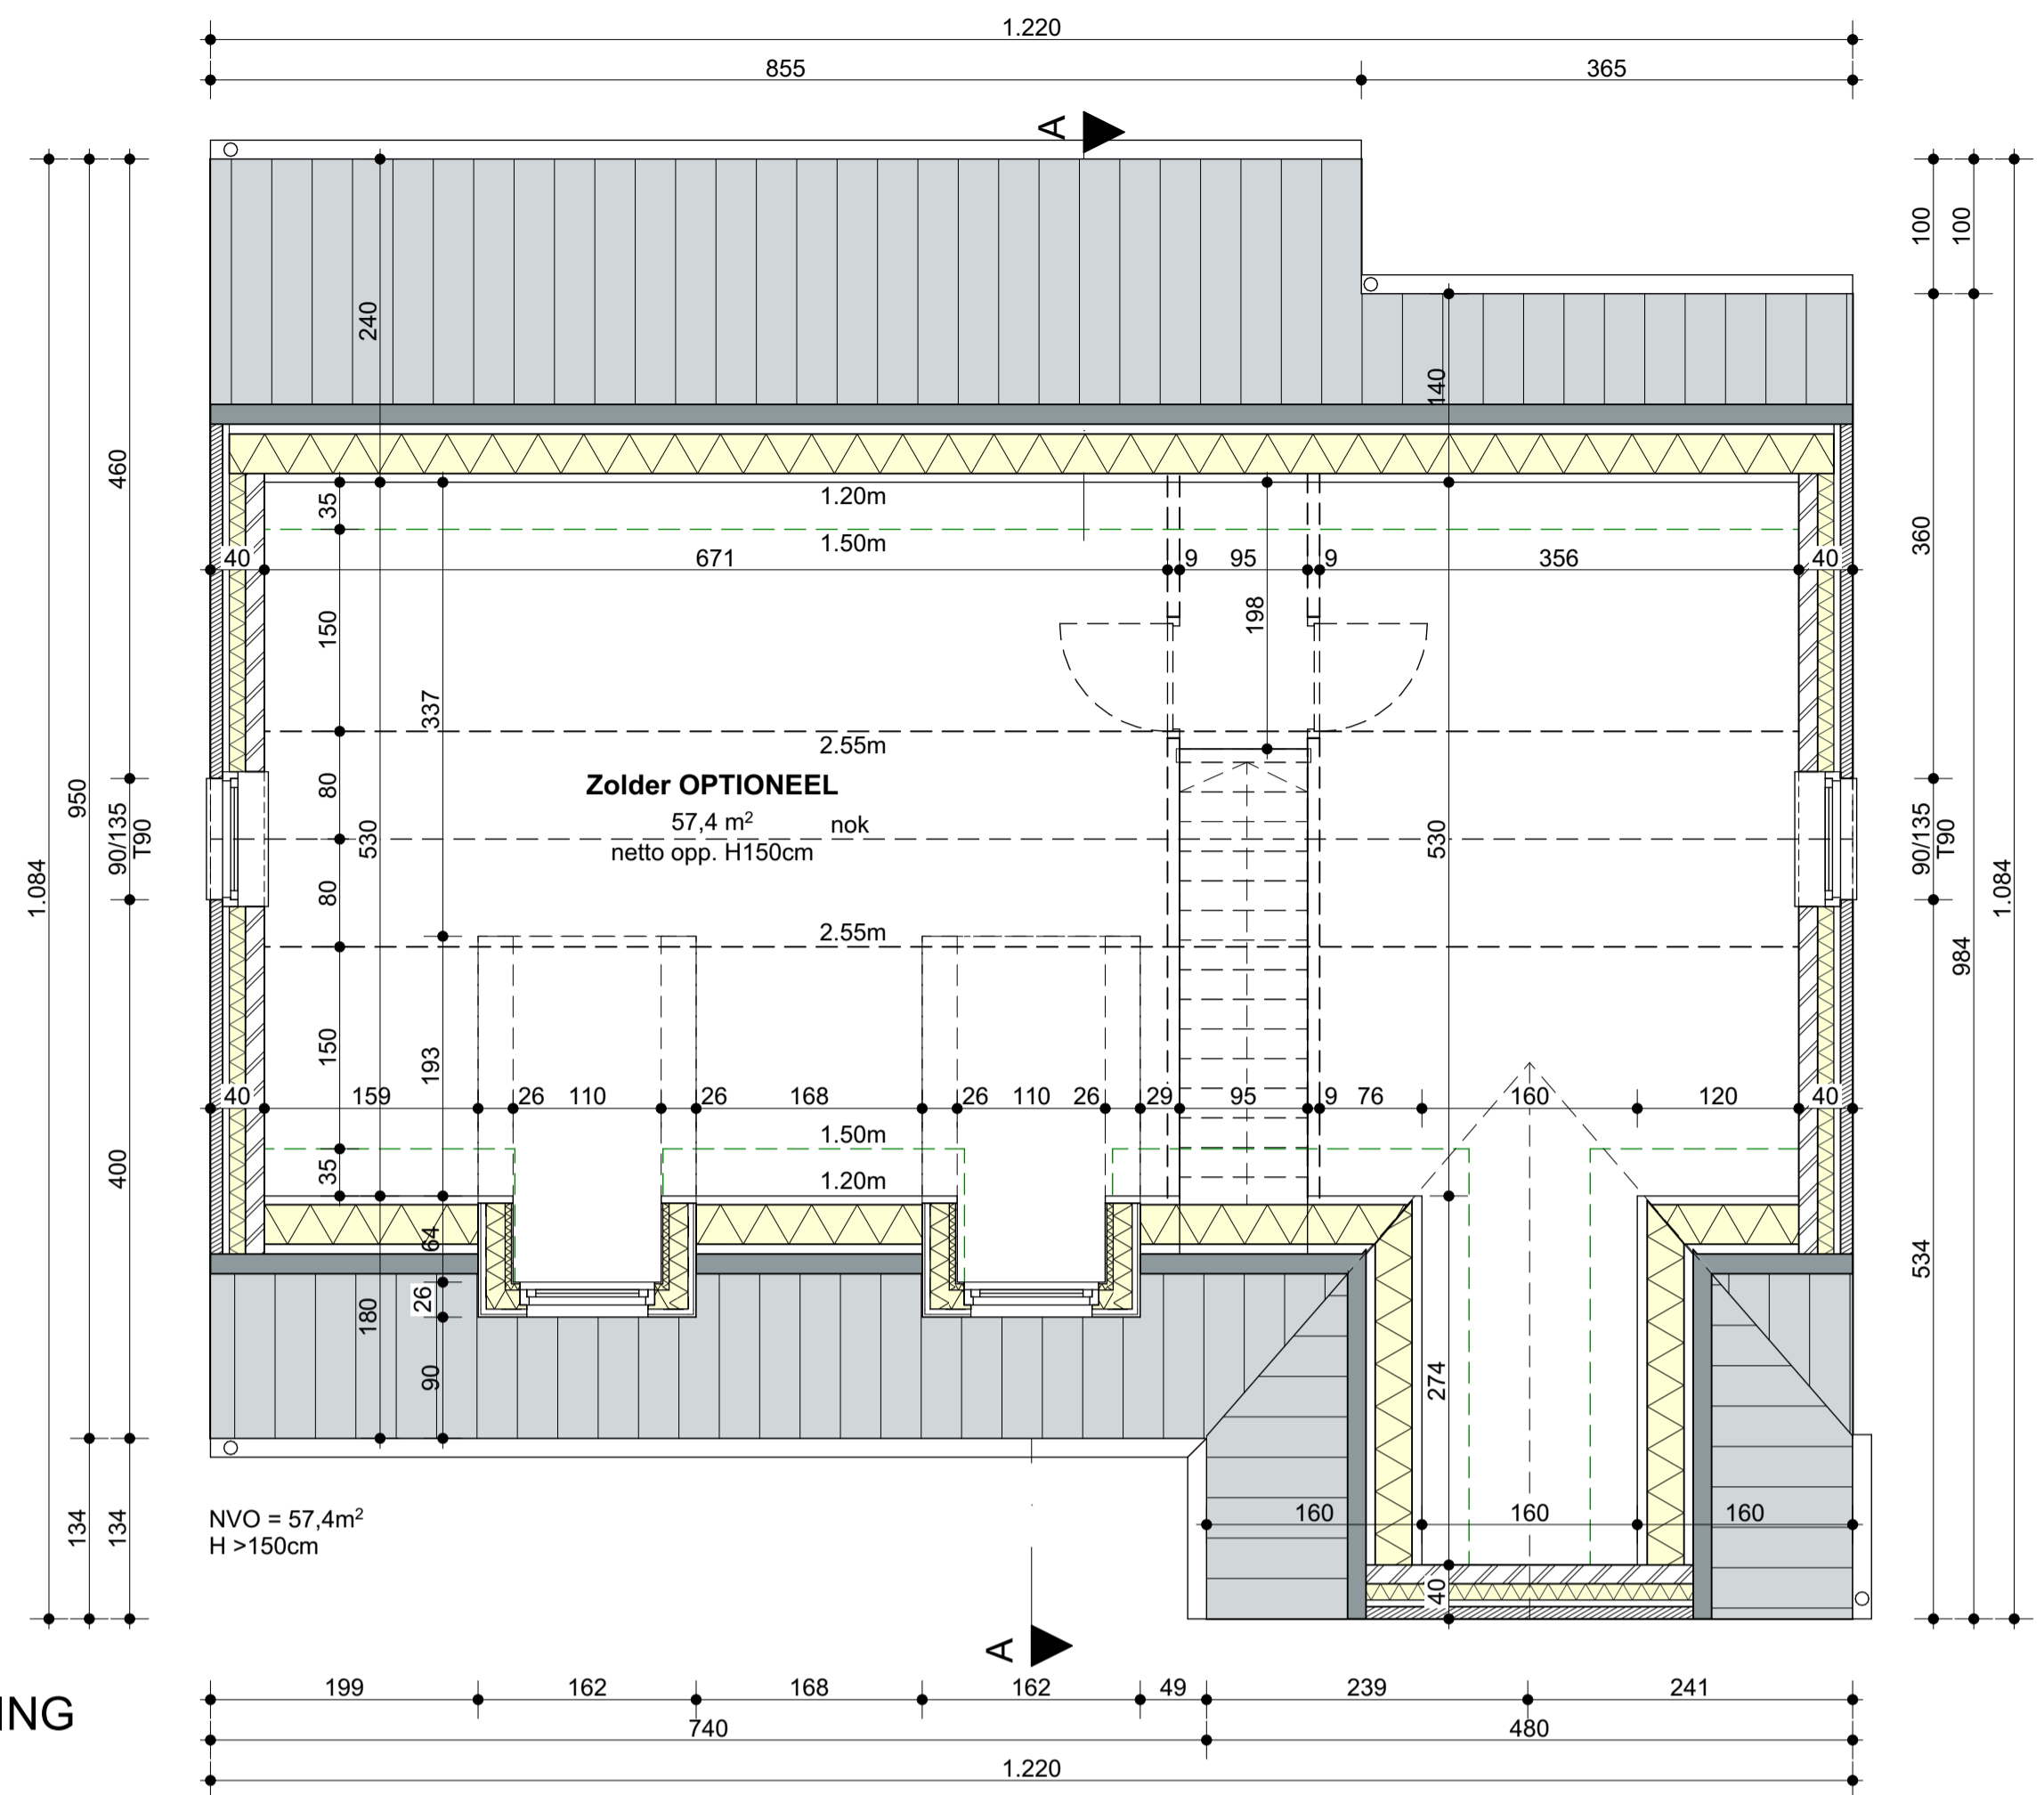 1.220
855 365
A
100 100
240
140
460
35
1.20m
1.50m
360
40 671 9 95 9 356 40
150
198
337
2.55m
950
80
Zolder OPTIONEEL
57,4 m² nok
netto opp. H150cm
90/135
T90
530
530
90/135
T90
1.084
1.084
80
2.55m
984
150
193
40 159 26 110 26 168 26 110 26 29 95 9 76 160 120 40
1.50m
400
35
1.20m
534
64
26
180
90
274
134 134
NVO = 57,4m²
H >150cm
160 160 160
40
A
199 162 168 162 49 239 241
ING
740 480
1.220